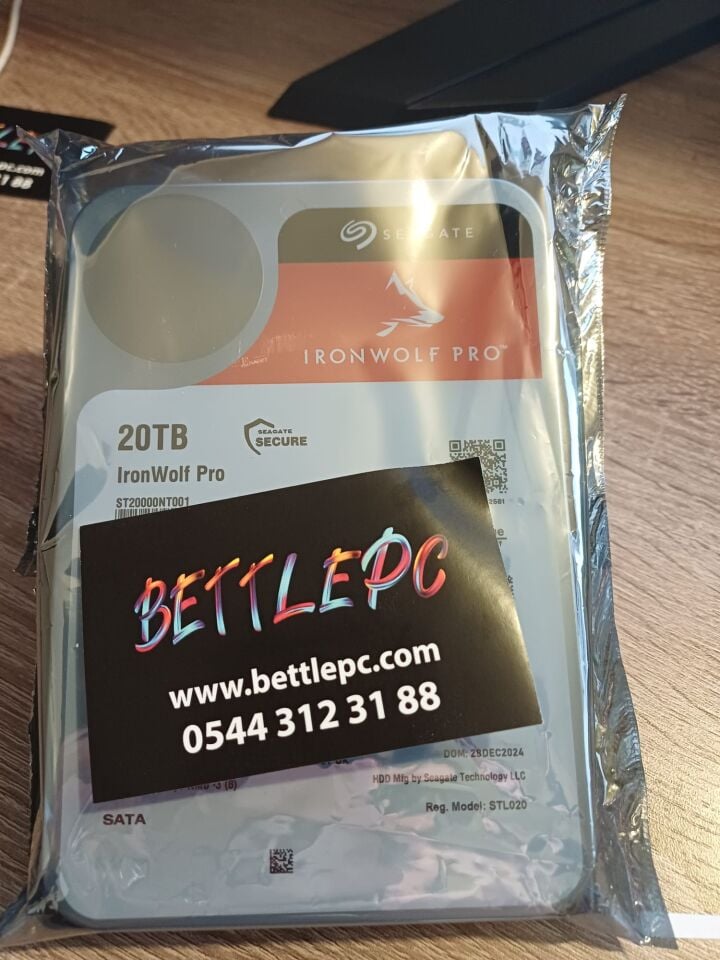 SEAGATE
IRONWOLF PRO™
20TB
SEAGATE
SECURE
IronWolf Pro
ST20000NT001
BETTLEPC
www.bettlepc.com
0544 312 31 88
DOM: 28DEC2024
HDD Mfg by Seagate Technology LLC
Reg. Model: STL020
SATA